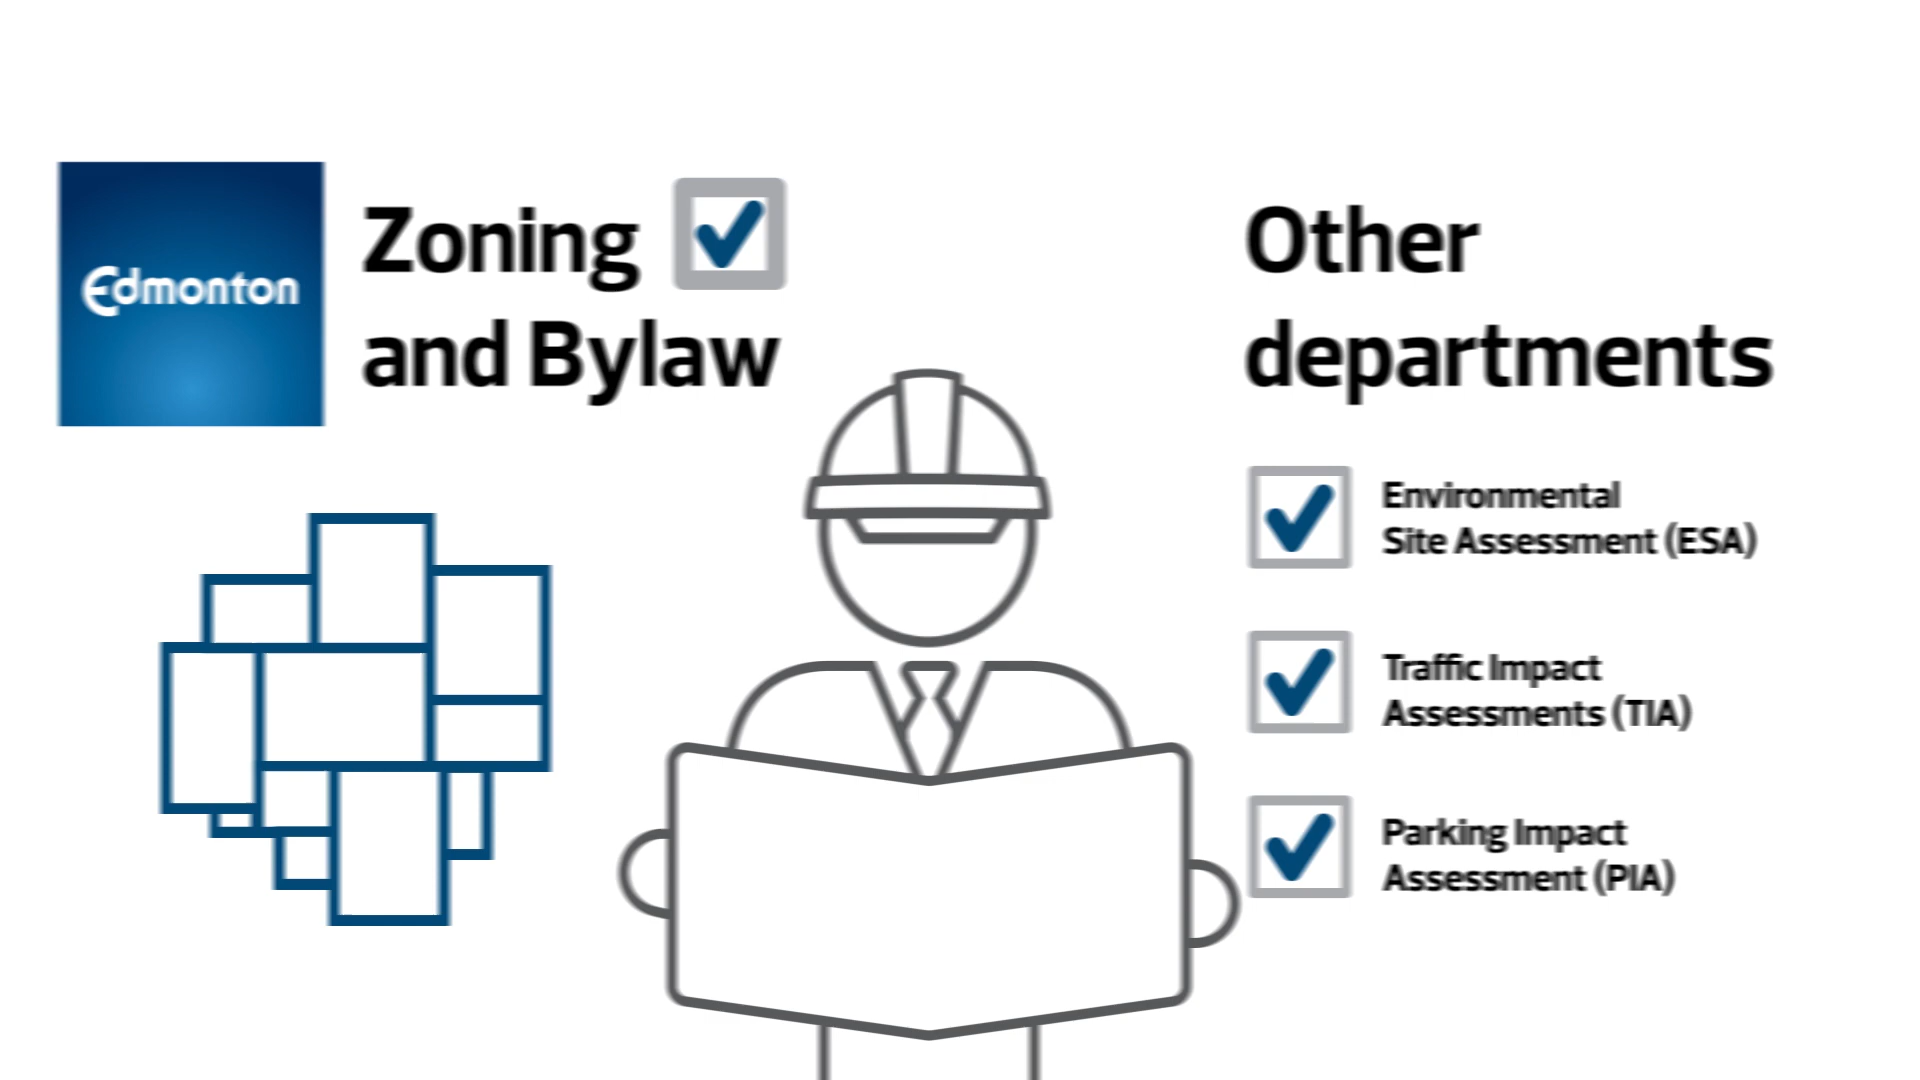 Edmonton
Zoning
and Bylaw
Other
departments
Environmental
Site Assessment (ESA)
Traffic Impact
Assessments (TIA)
Parking Impact
Assessment (PIA)